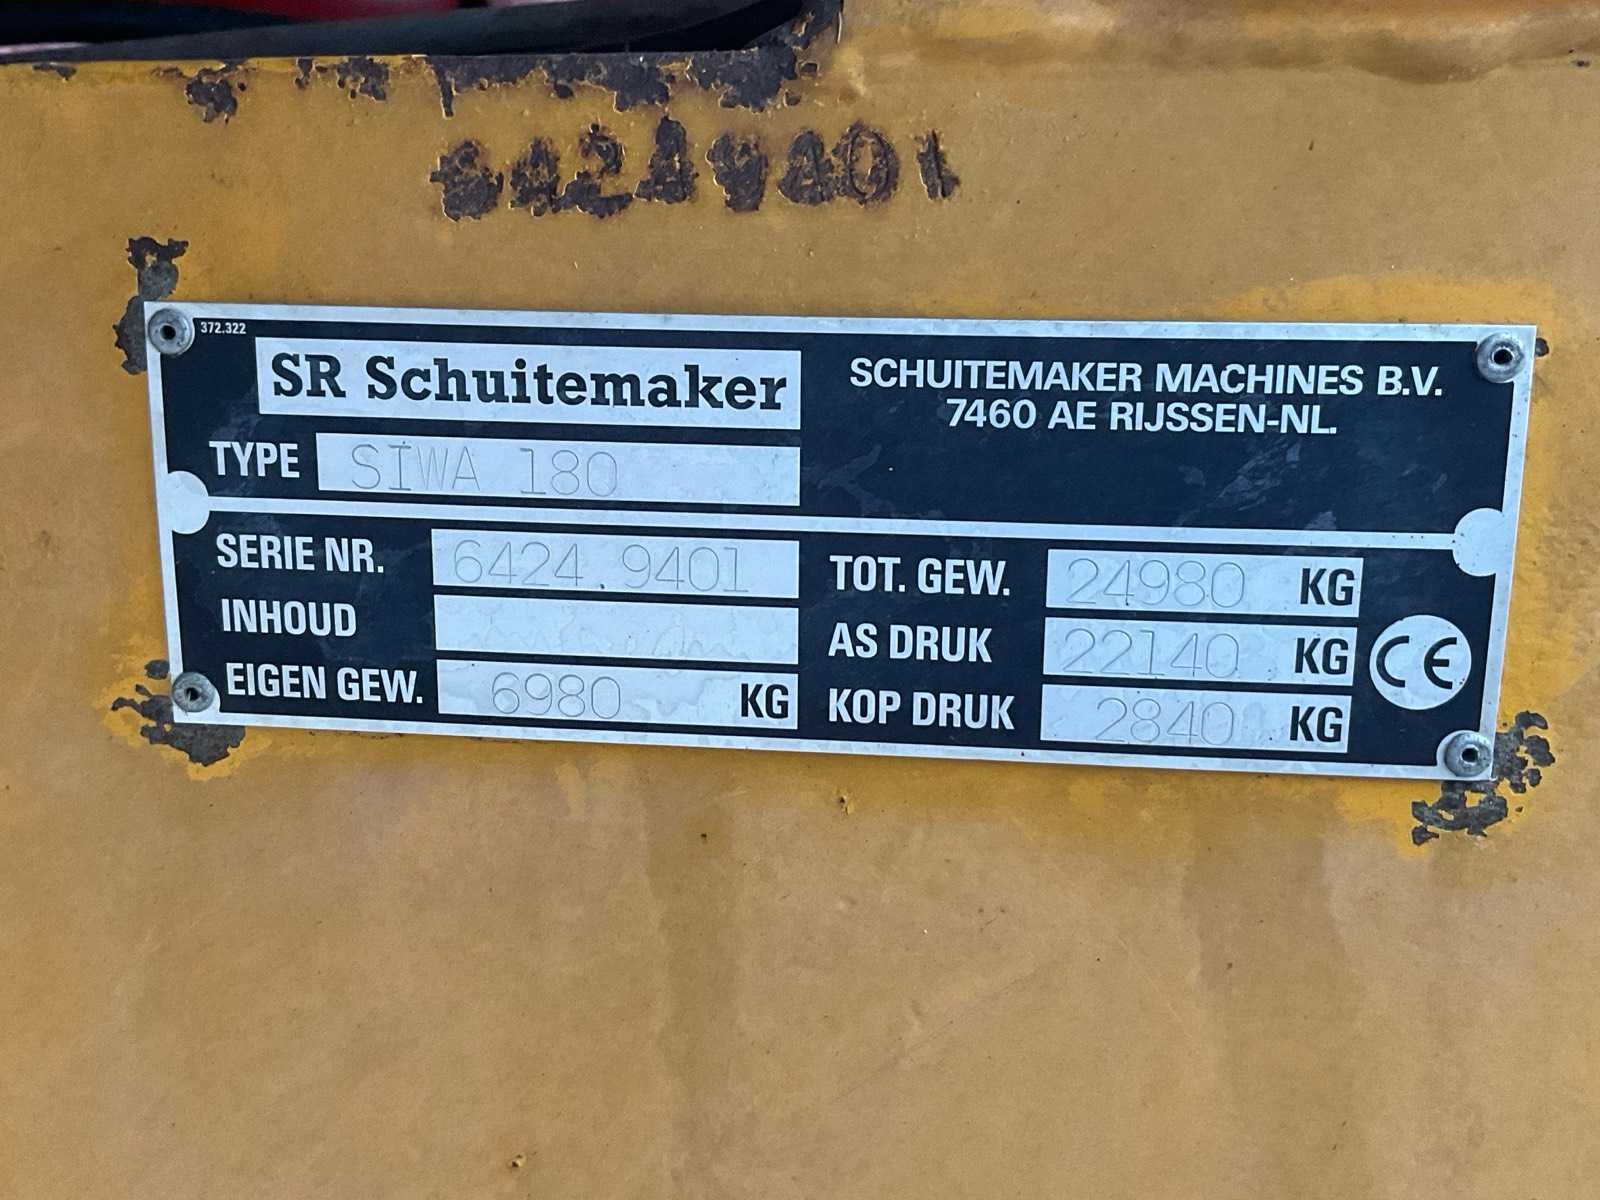 64249401
372.322
SR Schuitemaker
SCHUITEMAKER MACHINES B.V.
7460 AE RIJSSEN-NL.
TYPE SIWA 180
SERIE NR. 6424.9401
TOT. GEW. 24980 KG
INHOUD
AS DRUK 22140 KG
CE
EIGEN GEW. 6980 KG
KOP DRUK 2840 KG